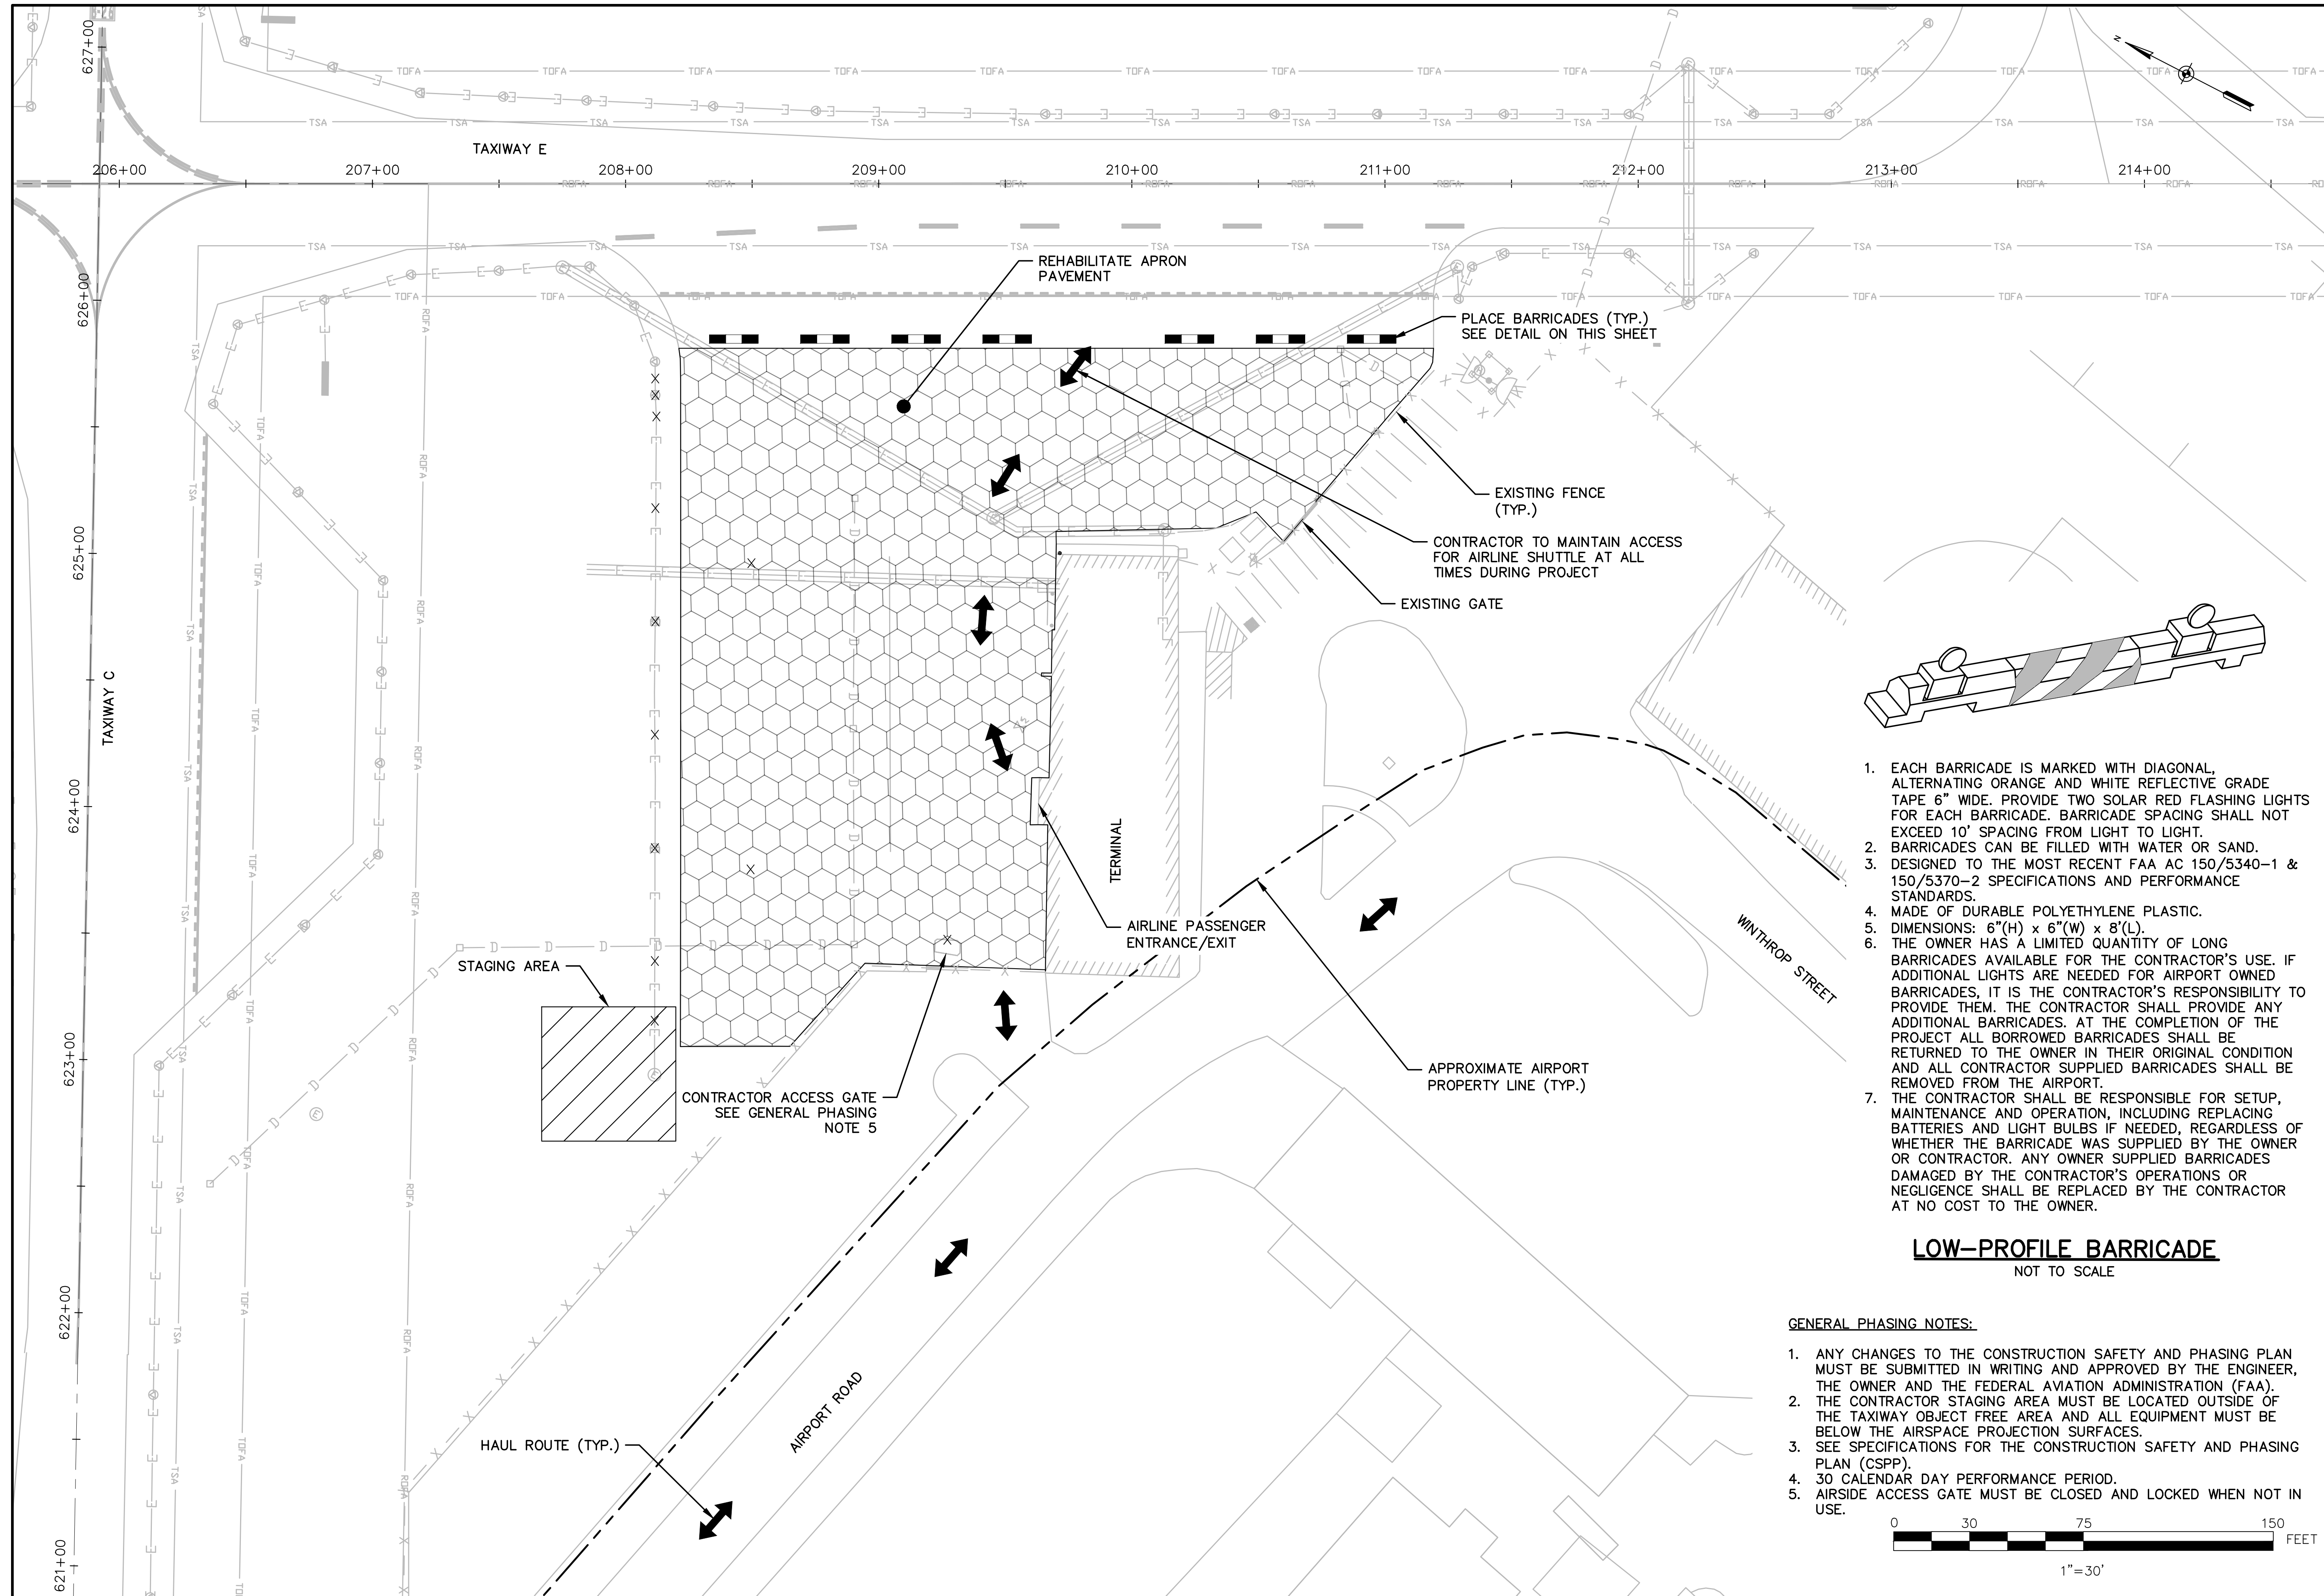 627+00
TAXIWAY E
206+00
207+00
208+00
209+00
210+00
211+00
212+00
213+00
214+00
N
TOFA
TSA
ROFA
626+00
REHABILITATE APRON
PAVEMENT
PLACE BARRICADES (TYP.)
SEE DETAIL ON THIS SHEET
EXISTING FENCE
(TYP.)
625+00
CONTRACTOR TO MAINTAIN ACCESS
FOR AIRLINE SHUTTLE AT ALL
TIMES DURING PROJECT
EXISTING GATE
TAXIWAY C
624+00
TERMINAL
AIRLINE PASSENGER
ENTRANCE/EXIT
WINTHROP STREET
STAGING AREA
623+00
CONTRACTOR ACCESS GATE
SEE GENERAL PHASING
NOTE 5
APPROXIMATE AIRPORT
PROPERTY LINE (TYP.)
622+00
AIRPORT ROAD
HAUL ROUTE (TYP.)
621+00
1. EACH BARRICADE IS MARKED WITH DIAGONAL,
ALTERNATING ORANGE AND WHITE REFLECTIVE GRADE
TAPE 6" WIDE. PROVIDE TWO SOLAR RED FLASHING LIGHTS
FOR EACH BARRICADE. BARRICADE SPACING SHALL NOT
EXCEED 10' SPACING FROM LIGHT TO LIGHT.
2. BARRICADES CAN BE FILLED WITH WATER OR SAND.
3. DESIGNED TO THE MOST RECENT FAA AC 150/5340-1 &
150/5370-2 SPECIFICATIONS AND PERFORMANCE
STANDARDS.
4. MADE OF DURABLE POLYETHYLENE PLASTIC.
5. DIMENSIONS: 6"(H) x 6"(W) x 8'(L).
6. THE OWNER HAS A LIMITED QUANTITY OF LONG
BARRICADES AVAILABLE FOR THE CONTRACTOR'S USE. IF
ADDITIONAL LIGHTS ARE NEEDED FOR AIRPORT OWNED
BARRICADES, IT IS THE CONTRACTOR'S RESPONSIBILITY TO
PROVIDE THEM. THE CONTRACTOR SHALL PROVIDE ANY
ADDITIONAL BARRICADES. AT THE COMPLETION OF THE
PROJECT ALL BORROWED BARRICADES SHALL BE
RETURNED TO THE OWNER IN THEIR ORIGINAL CONDITION
AND ALL CONTRACTOR SUPPLIED BARRICADES SHALL BE
REMOVED FROM THE AIRPORT.
7. THE CONTRACTOR SHALL BE RESPONSIBLE FOR SETUP,
MAINTENANCE AND OPERATION, INCLUDING REPLACING
BATTERIES AND LIGHT BULBS IF NEEDED, REGARDLESS OF
WHETHER THE BARRICADE WAS SUPPLIED BY THE OWNER
OR CONTRACTOR. ANY OWNER SUPPLIED BARRICADES
DAMAGED BY THE CONTRACTOR'S OPERATIONS OR
NEGLIGENCE SHALL BE REPLACED BY THE CONTRACTOR
AT NO COST TO THE OWNER.
LOW-PROFILE BARRICADE
NOT TO SCALE
GENERAL PHASING NOTES:
1. ANY CHANGES TO THE CONSTRUCTION SAFETY AND PHASING PLAN
MUST BE SUBMITTED IN WRITING AND APPROVED BY THE ENGINEER,
THE OWNER AND THE FEDERAL AVIATION ADMINISTRATION (FAA).
2. THE CONTRACTOR STAGING AREA MUST BE LOCATED OUTSIDE OF
THE TAXIWAY OBJECT FREE AREA AND ALL EQUIPMENT MUST BE
BELOW THE AIRSPACE PROJECTION SURFACES.
3. SEE SPECIFICATIONS FOR THE CONSTRUCTION SAFETY AND PHASING
PLAN (CSPP).
4. 30 CALENDAR DAY PERFORMANCE PERIOD.
5. AIRSIDE ACCESS GATE MUST BE CLOSED AND LOCKED WHEN NOT IN
USE.
0 30 75 150
FEET
1"=30'